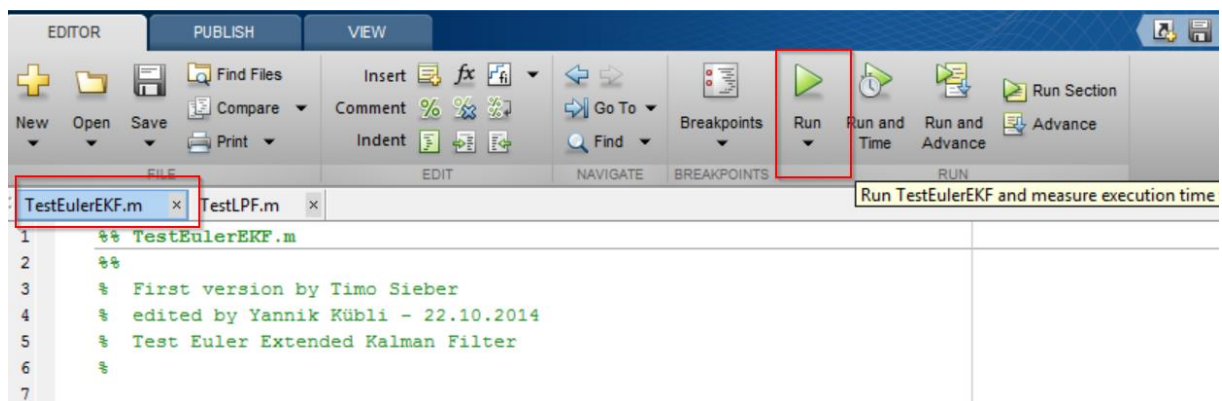 EDITOR PUBLISH VIEW
New
Open
Save
Find Files
Compare
Print
FILE
Insert fx
Comment
Indent
EDIT
Go To
Find
NAVIGATE
Breakpoints
BREAKPOINTS
Run
Run and
Time
Run and
Advance
Run Section
Advance
RUN
Run TestEulerEKF and measure execution time
TestEulerEKF.m × TestLPF.m ×
1 %% TestEulerEKF.m
2 %%
3 % First version by Timo Sieber
4 % edited by Yannik Kübli - 22.10.2014
5 % Test Euler Extended Kalman Filter
6 %
7